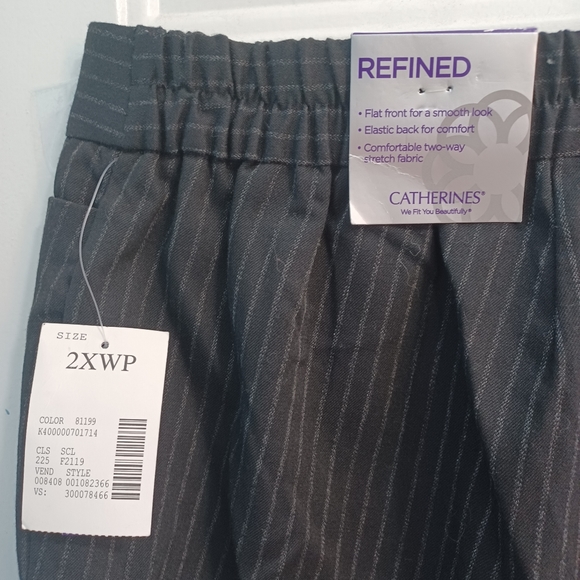 REFINED
• Flat front for a smooth look
• Elastic back for comfort
• Comfortable two-way
stretch fabric
CATHERINES®
We Fit You Beautifully®
SIZE
2XWP
COLOR 81199
K400000701714
CLS SCL
225 F2119
VEND STYLE
008408 001082366
VS: 300078466